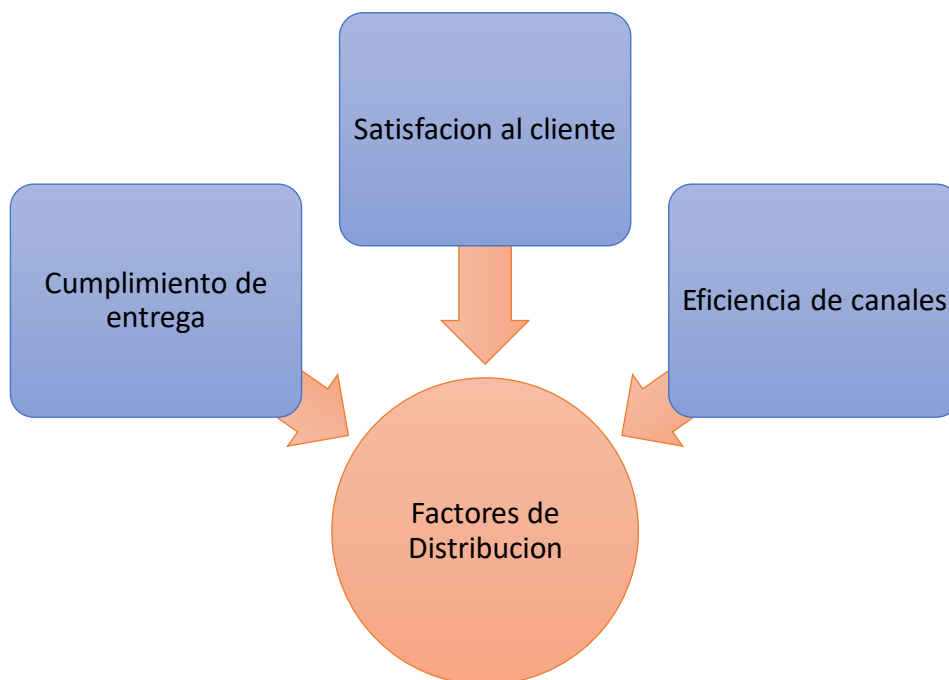 Satisfacion al cliente
Cumplimiento de
entrega
Eficiencia de canales
Factores de
Distribucion